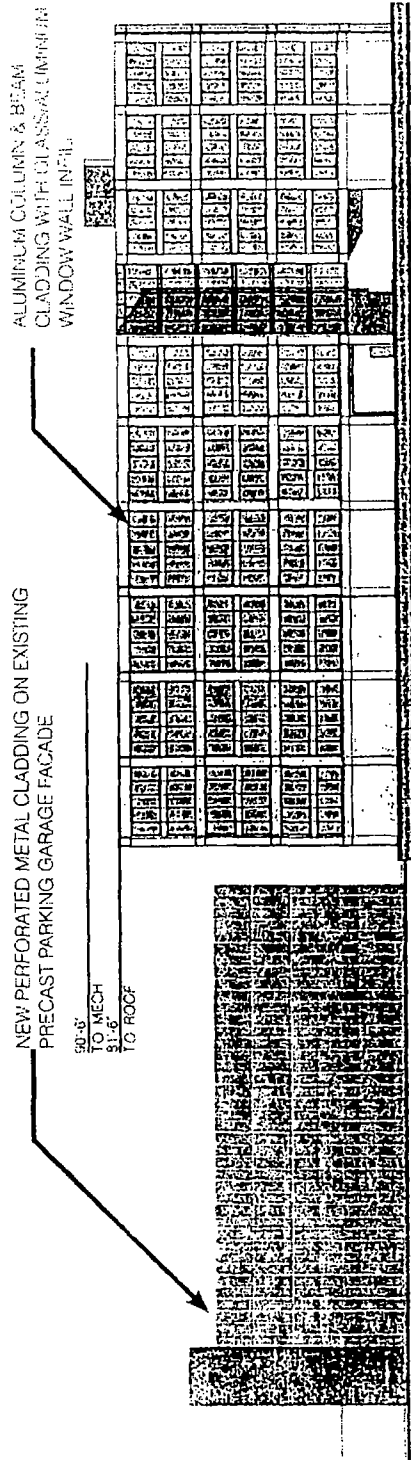 NEW PERFORATED METAL CLADDING ON EXISTING
PRECAST PARKING GARAGE FACADE
90'-6"
TO MECH
81'-6"
TO ROOF
ALUMINUM COLUMN & BEAM
CLADDING WITH GLASS/ALUMINUM
WINDOW WALL INFILL